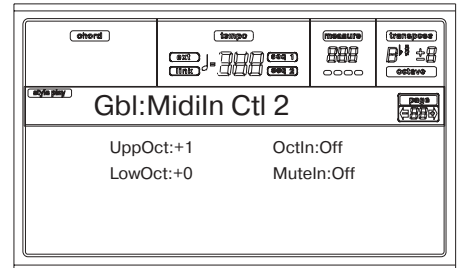 chord
tempo
measure
transpose
ext
link
seq 1
seq 2
octave
style play
Gbl:MidiIn Ctl 2
page
UppOct:+1
OctIn:Off
LowOct:+0
MuteIn:Off